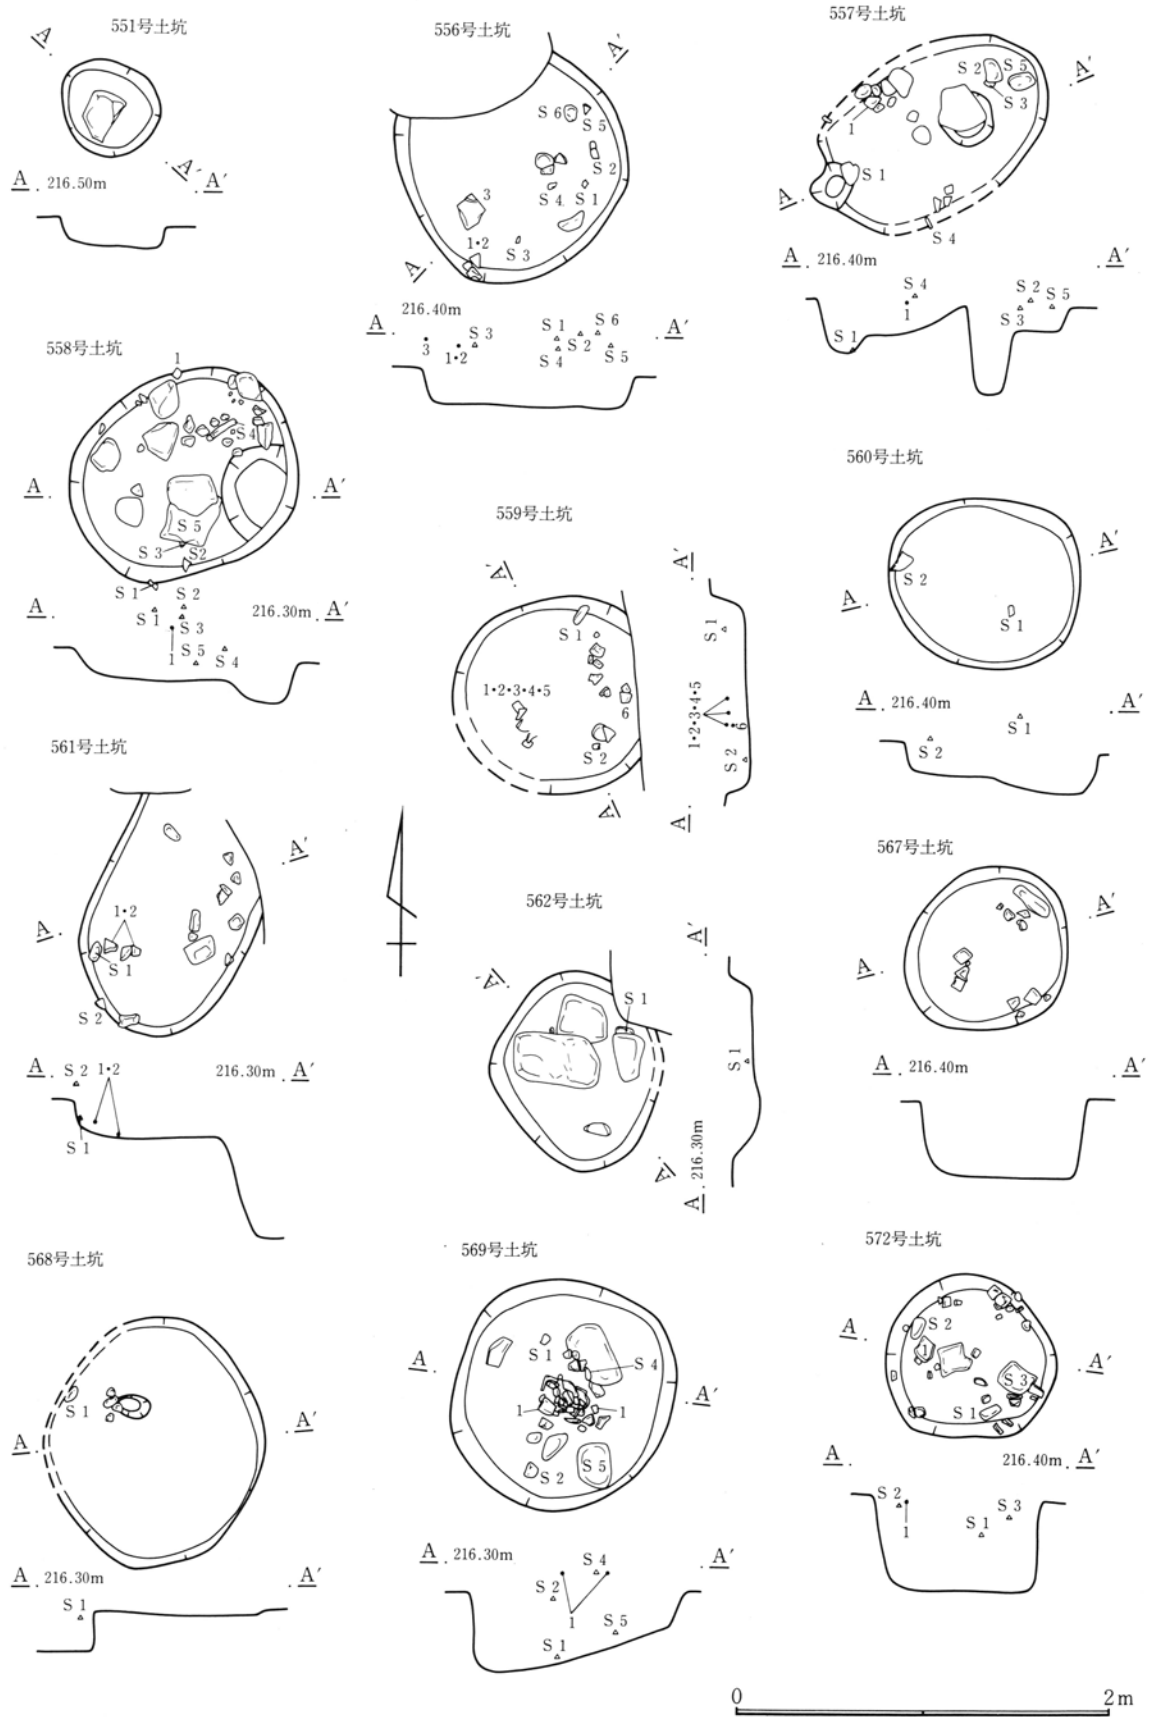 551号土坑
A
A′
A . 216.50m . A′
556号土坑
A′
S 6
S 5
S 2
S 4
S 1
3
1•2
S 3
A
216.40m
A . . A′
3
1•2
S 3
S 1
S 4
S 2
S 6
S 5
557号土坑
S 2
S 5
A′
S 3
1
S 1
A
S 4
A . 216.40m . A′
S 4
1
S 2
S 5
S 3
S 1
558号土坑
1
S 4
A . . A′
S 5
S 3
S2
S 1
A . 216.30m . A′
S 2
S 1
S 3
1
S 5
S 4
559号土坑
A′
S 1
1•2•3•4•5
6
S 2
A
A′
S 1
1•2•3•4•5
6
S 2
A
560号土坑
A′
S 2
A
S 1
A . 216.40m . A′
S 1
S 2
561号土坑
A′
A
1•2
S 1
S 2
A . 216.30m . A′
S 2
1•2
S 1
562号土坑
A′
S 1
A
A′
S 1
A . 216.30m
567号土坑
A′
A
A . 216.40m . A′
568号土坑
S 1
A′
A
A . 216.30m . A′
S 1
569号土坑
S 1
S 4
A
A′
1
1
S 2
S 5
A . 216.30m . A′
S 4
S 2
1
S 5
S 1
572号土坑
A
S 2
1
A′
S 3
S 1
A . 216.40m . A′
S 2
1
S 3
S 1
0 2m